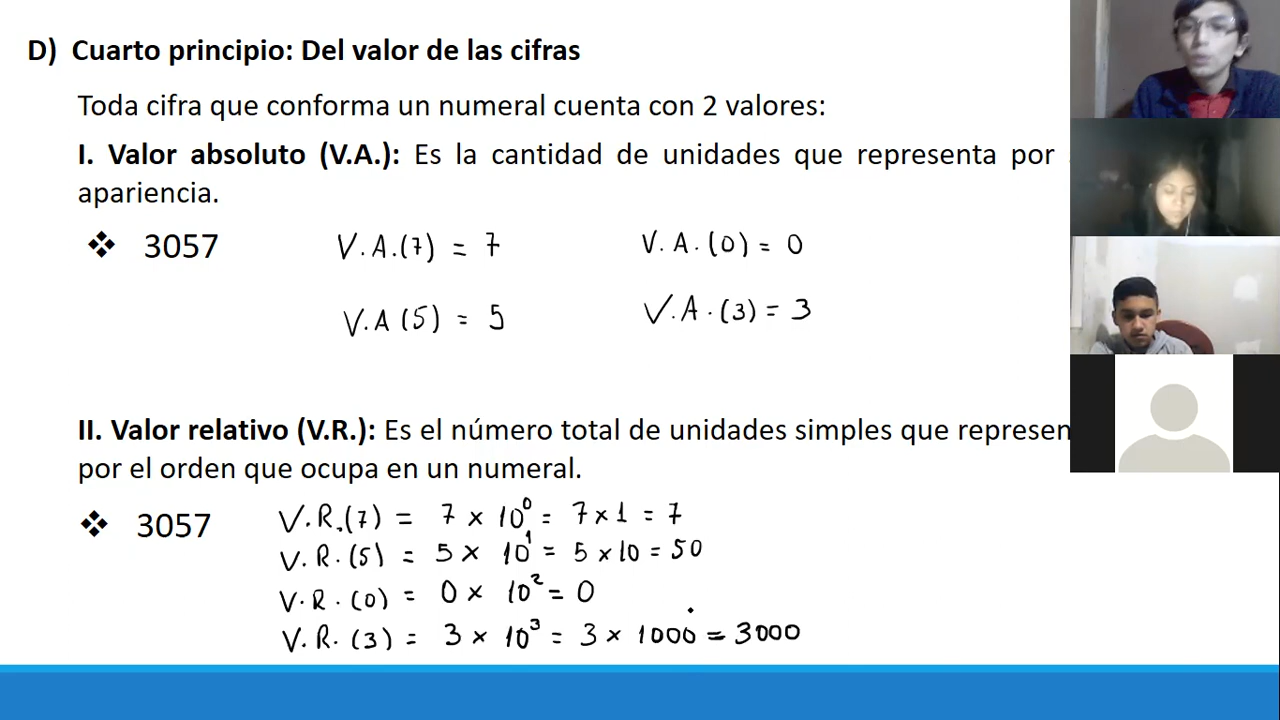 D) Cuarto principio: Del valor de las cifras
Toda cifra que conforma un numeral cuenta con 2 valores:
I. Valor absoluto (V.A.): Es la cantidad de unidades que representa por
apariencia.
❖ 3057 V.A.(7) = 7 V.A.(0) = 0
V.A(5) = 5 V.A.(3) = 3
II. Valor relativo (V.R.): Es el número total de unidades simples que represen
por el orden que ocupa en un numeral.
❖ 3057 V.R.(7) = 7 × 10⁰ = 7 × 1 = 7
V.R.(5) = 5 × 10¹ = 5 × 10 = 50
V.R.(0) = 0 × 10² = 0
V.R.(3) = 3 × 10³ = 3 × 1000 = 3000